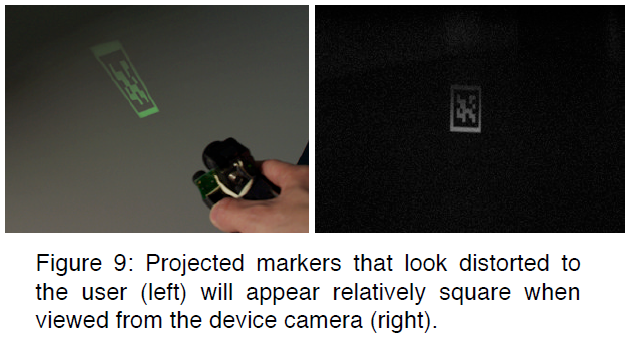 Figure 9: Projected markers that look distorted to
the user (left) will appear relatively square when
viewed from the device camera (right).